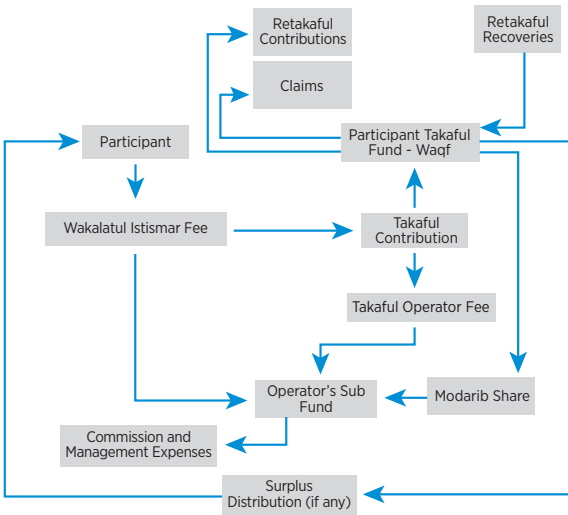 Retakaful
Contributions
Retakaful
Recoveries
Claims
Participant
Participant Takaful
Fund - Waqf
Wakalatul Istismar Fee
Takaful
Contribution
Takaful Operator Fee
Operator's Sub
Fund
Modarib Share
Commission and
Management Expenses
Surplus
Distribution (if any)